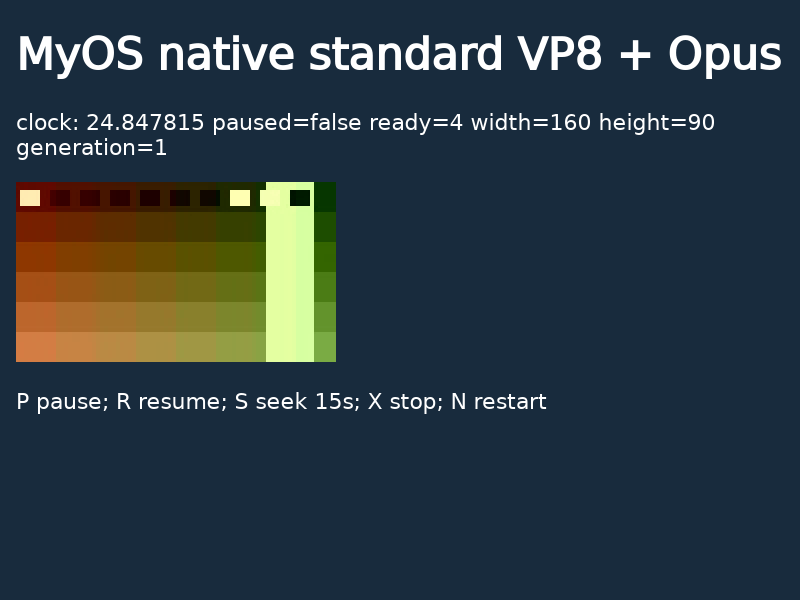 MyOS native standard VP8 + Opus
clock: 24.847815 paused=false ready=4 width=160 height=90
generation=1
P pause; R resume; S seek 15s; X stop; N restart